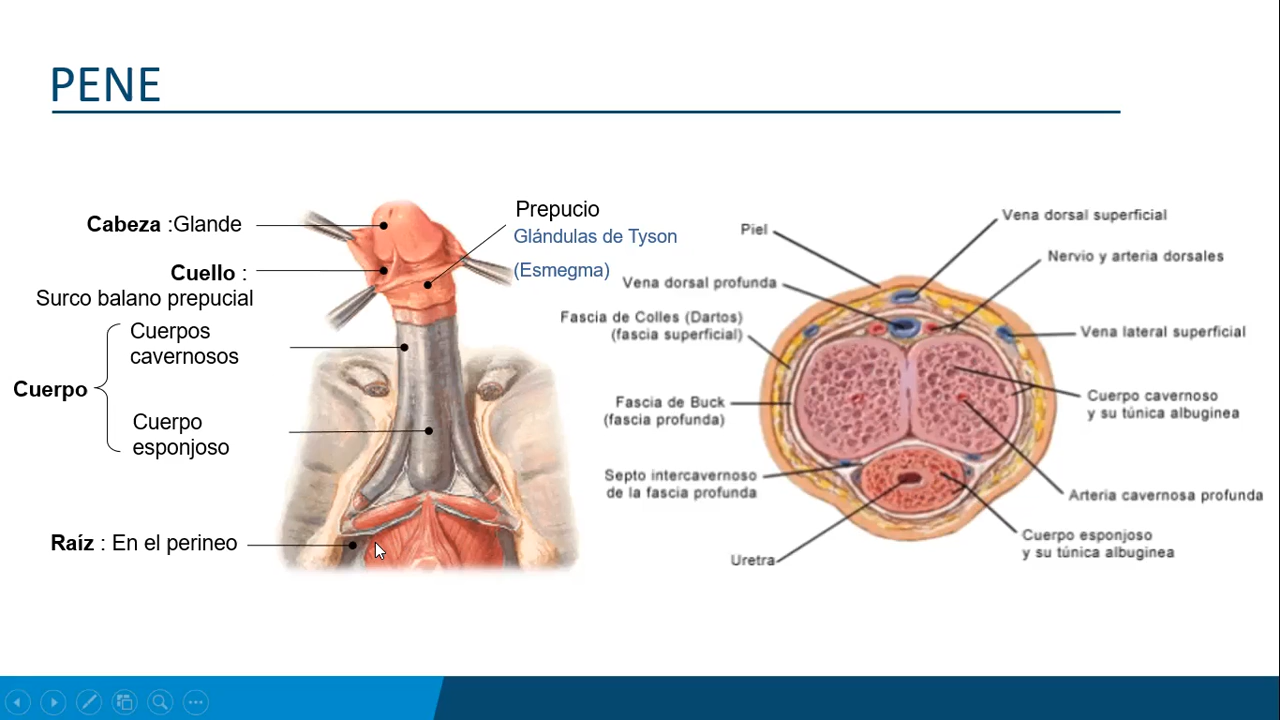 PENE
Cabeza :Glande
Cuello :
Surco balano prepucial
Cuerpo
Cuerpos
cavernosos
Cuerpo
esponjoso
Raíz : En el perineo
Prepucio
Glándulas de Tyson
(Esmegma)
Piel
Vena dorsal profunda
Fascia de Colles (Dartos)
(fascia superficial)
Fascia de Buck
(fascia profunda)
Septo intercavernoso
de la fascia profunda
Uretra
Vena dorsal superficial
Nervio y arteria dorsales
Vena lateral superficial
Cuerpo cavernoso
y su túnica albuginea
Arteria cavernosa profunda
Cuerpo esponjoso
y su túnica albuginea